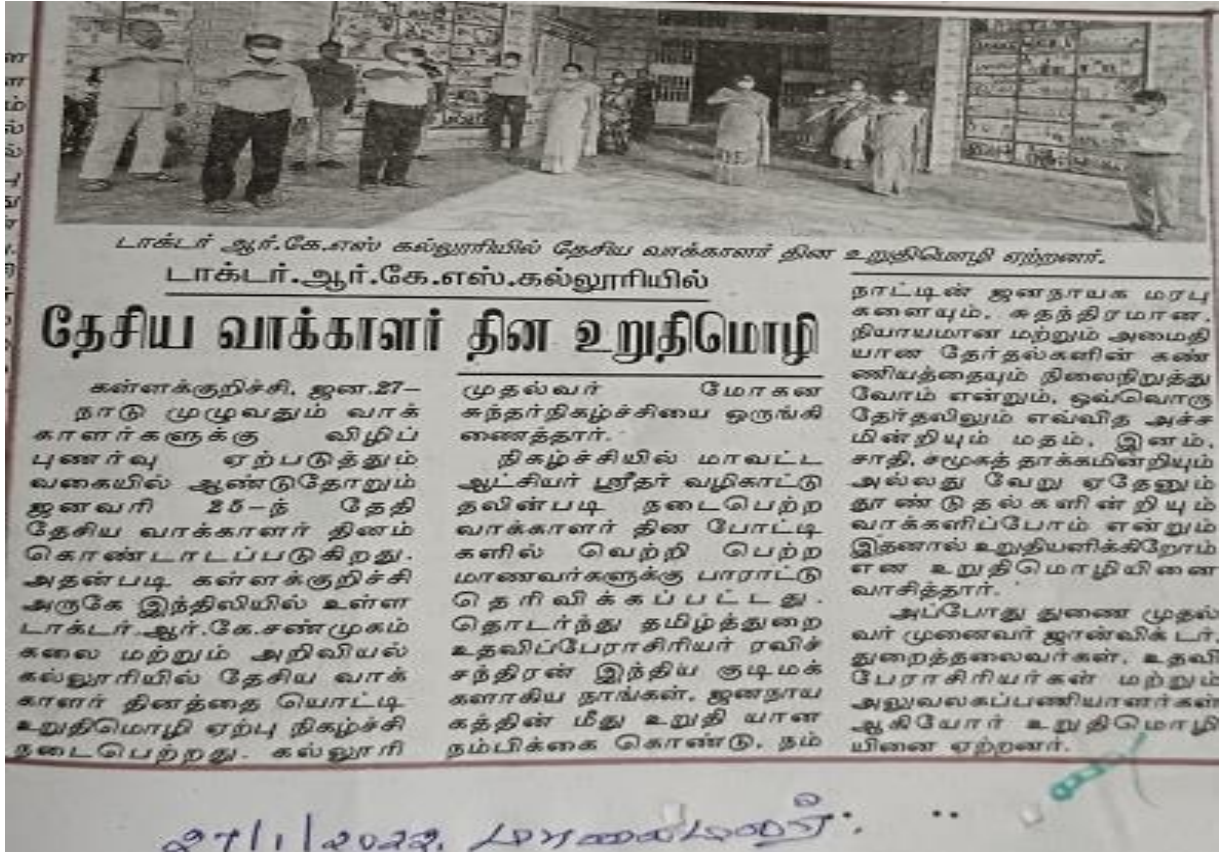 டாக்டர் ஆர்.கே.எஸ் கல்லூரியில் தேசிய வாக்காளர் தின உறுதிமொழி ஏற்றனர்.
டாக்டர்.ஆர்.கே.எஸ்.கல்லூரியில்
தேசிய வாக்காளர் தின உறுதிமொழி
கள்ளக்குறிச்சி, ஜன.27–
நாடு முழுவதும் வாக்
காளர்களுக்கு விழிப்
புணர்வு ஏற்படுத்தும்
வகையில் ஆண்டுதோறும்
ஜனவரி 25–ந் தேதி
தேசிய வாக்காளர் தினம்
கொண்டாடப்படுகிறது.
அதன்படி கள்ளக்குறிச்சி
அருகே இந்திலியில் உள்ள
டாக்டர்.ஆர்.கே.சண்முகம்
கலை மற்றும் அறிவியல்
கல்லூரியில் தேசிய வாக்
காளர் தினத்தை யொட்டி
உறுதிமொழி ஏற்பு நிகழ்ச்சி
நடைபெற்றது. கல்லூரி
முதல்வர் மோகன
சுந்தர்நிகழ்ச்சியை ஒருங்கி
ணைத்தார்.
நிகழ்ச்சியில் மாவட்ட
ஆட்சியர் ஸ்ரீதர் வழிகாட்டு
தலின்படி நடைபெற்ற
வாக்காளர் தின போட்டி
களில் வெற்றி பெற்ற
மாணவர்களுக்கு பாராட்டு
தெரிவிக்கப்பட்டது.
தொடர்ந்து தமிழ்த்துறை
உதவிப்பேராசிரியர் ரவிச்
சந்திரன் இந்திய குடிமக்
களாகிய நாங்கள், ஜனநாய
கத்தின் மீது உறுதி யான
நம்பிக்கை கொண்டு, நம்
நாட்டின் ஜனநாயக மரபு
களையும், சுதந்திரமான,
நியாயமான மற்றும் அமைதி
யான தேர்தல்களின் கண்
ணியத்தையும் நிலைநிறுத்து
வோம் என்றும், ஒவ்வொரு
தேர்தலிலும் எவ்வித அச்ச
மின்றியும் மதம், இனம்,
சாதி, சமூகத் தாக்கமின்றியும்
அல்லது வேறு ஏதேனும்
தூண்டுதல்களின்றியும்
வாக்களிப்போம் என்றும்
இதனால் உறுதியளிக்கிறோம்
என உறுதிமொழியினை
வாசித்தார்.
அப்போது துணை முதல்
வர் முனைவர் ஜான்விக் டர்,
துறைத்தலைவர்கள், உதவி
பேராசிரியர்கள் மற்றும்
அலுவலகப்பணியாளர்கள்
ஆகியோர் உறுதிமொழி
யினை ஏற்றனர்.
27/1/2022, மாலைமலர்.